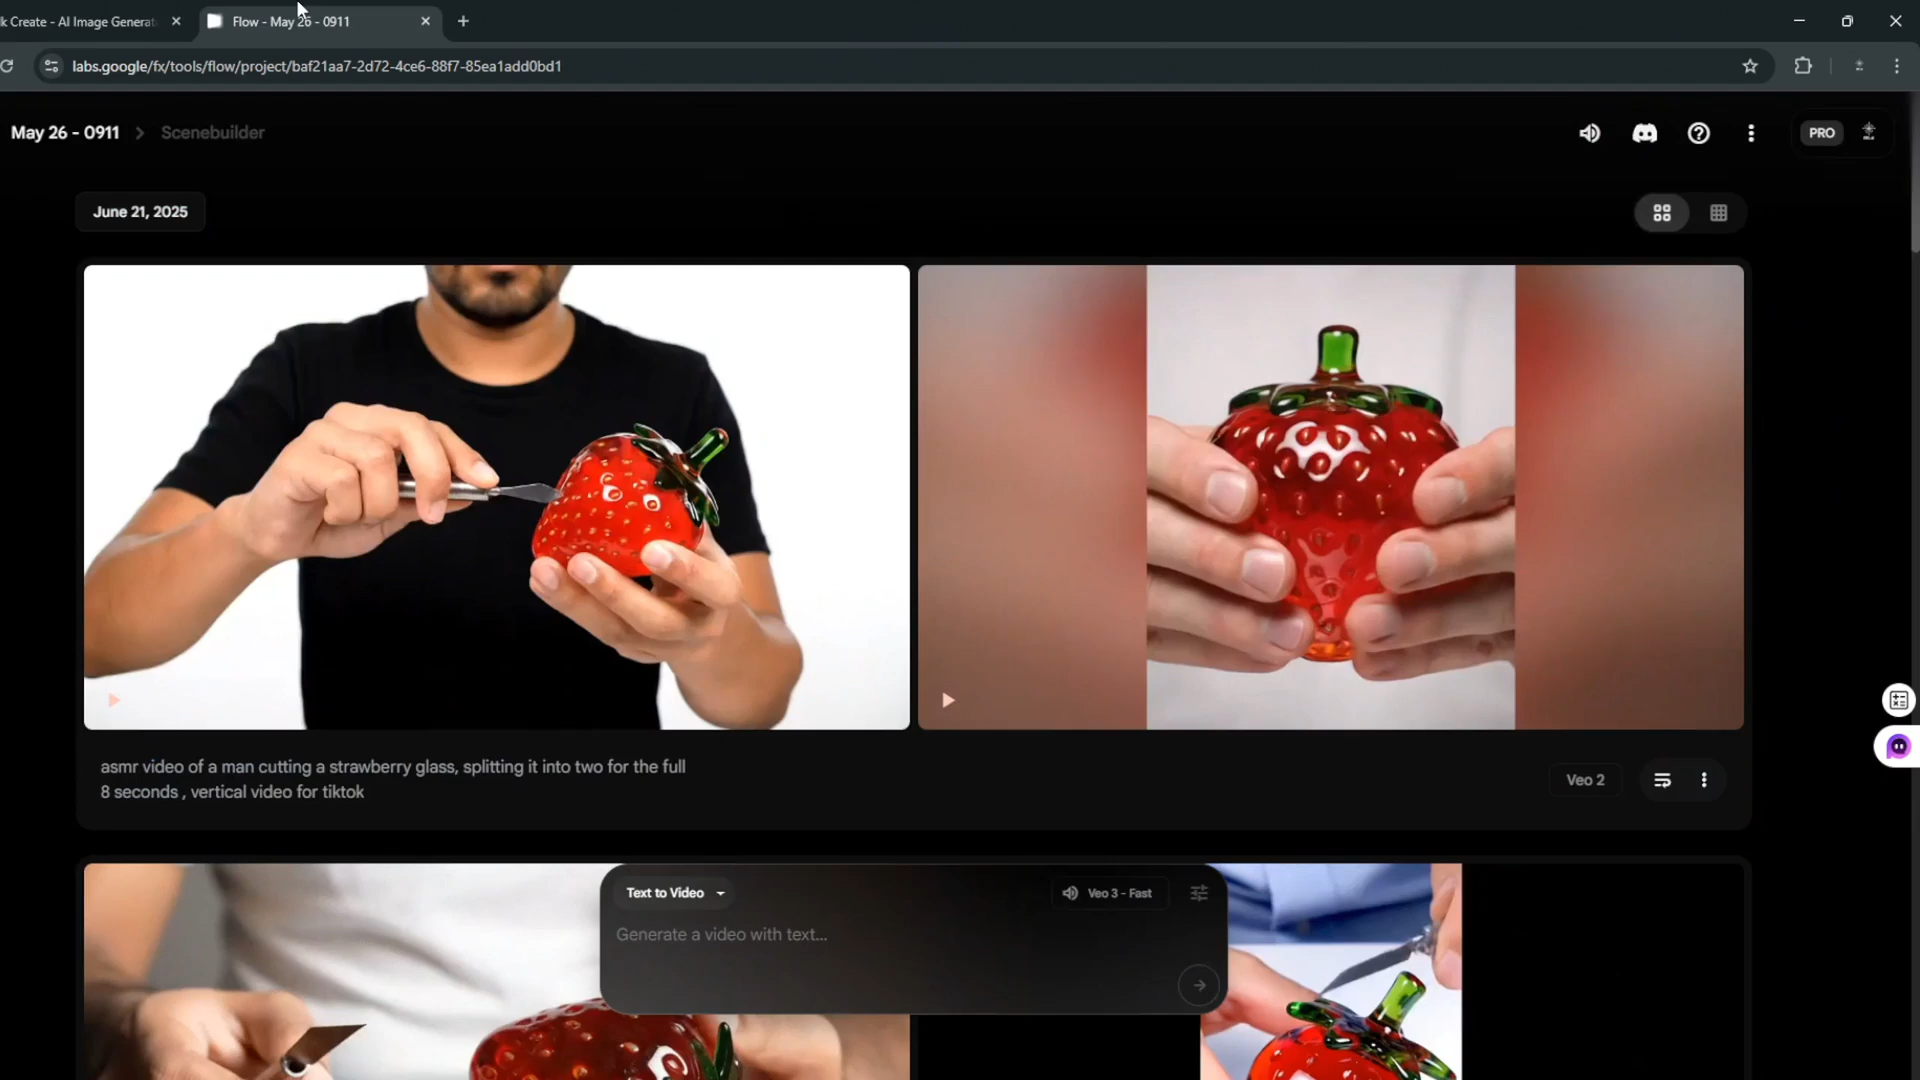 k Create - AI Image Generat
Flow - May 26 - 0911
labs.google/fx/tools/flow/project/baf21aa7-2d72-4ce6-88f7-85ea1add0bd1
May 26 - 0911 > Scenebuilder
PRO
June 21, 2025
asmr video of a man cutting a strawberry glass, splitting it into two for the full
8 seconds , vertical video for tiktok
Veo 2
Text to Video
Veo 3 - Fast
Generate a video with text...